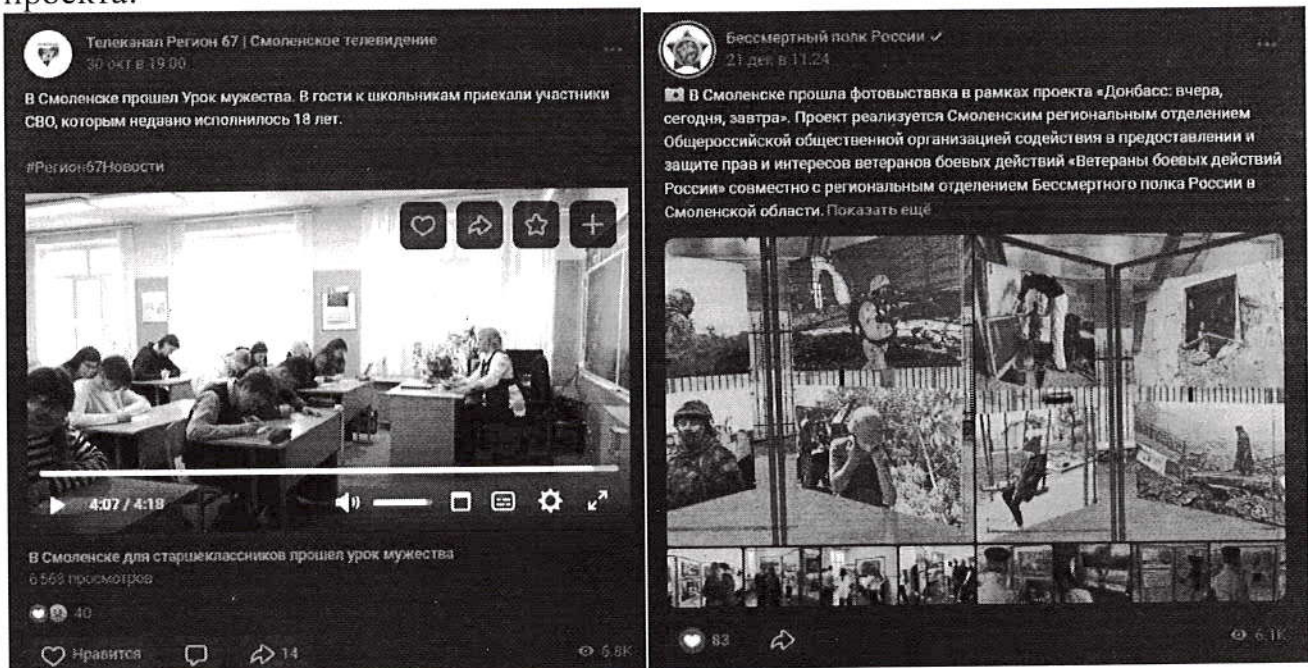 проекта.
Телеканал Регион 67 | Смоленское телевидение
30 окт в 19:00
В Смоленске прошел Урок мужества. В гости к школьникам приехали участники
СВО, которым недавно исполнилось 18 лет.
#Регион67Новости
4:07 / 4:18
В Смоленске для старшеклассников прошел урок мужества
6 568 просмотров
40
Нравится
14
6.8K
Бессмертный полк России
21 дек в 11:24
В Смоленске прошла фотовыставка в рамках проекта «Донбасс: вчера,
сегодня, завтра». Проект реализуется Смоленским региональным отделением
Общероссийской общественной организацией содействия в предоставлении и
защите прав и интересов ветеранов боевых действий «Ветераны боевых действий
России» совместно с региональным отделением Бессмертного полка России в
Смоленской области. Показать ещё
83
6.1K